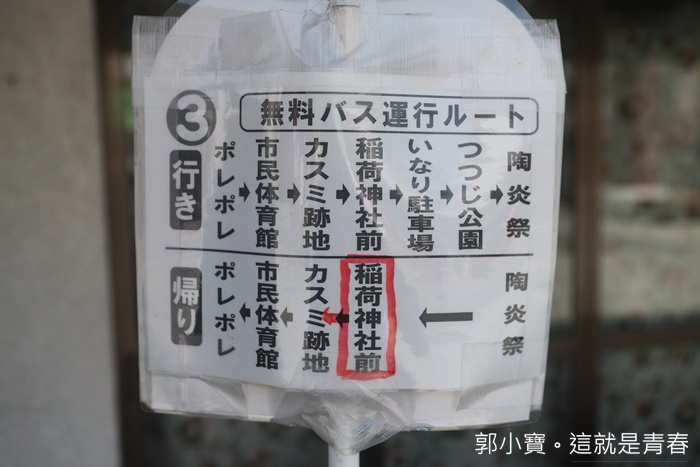 ③ 無料バス運行ルート
行き ポレポレ → 市民体育館 → カスミ跡地 → 稲荷神社前 → いなり駐車場 → つつじ公園 → 陶炎祭
帰り ポレポレ ← 市民体育館 ← カスミ跡地 ← 稲荷神社前 ← 陶炎祭
郭小寶。這就是青春